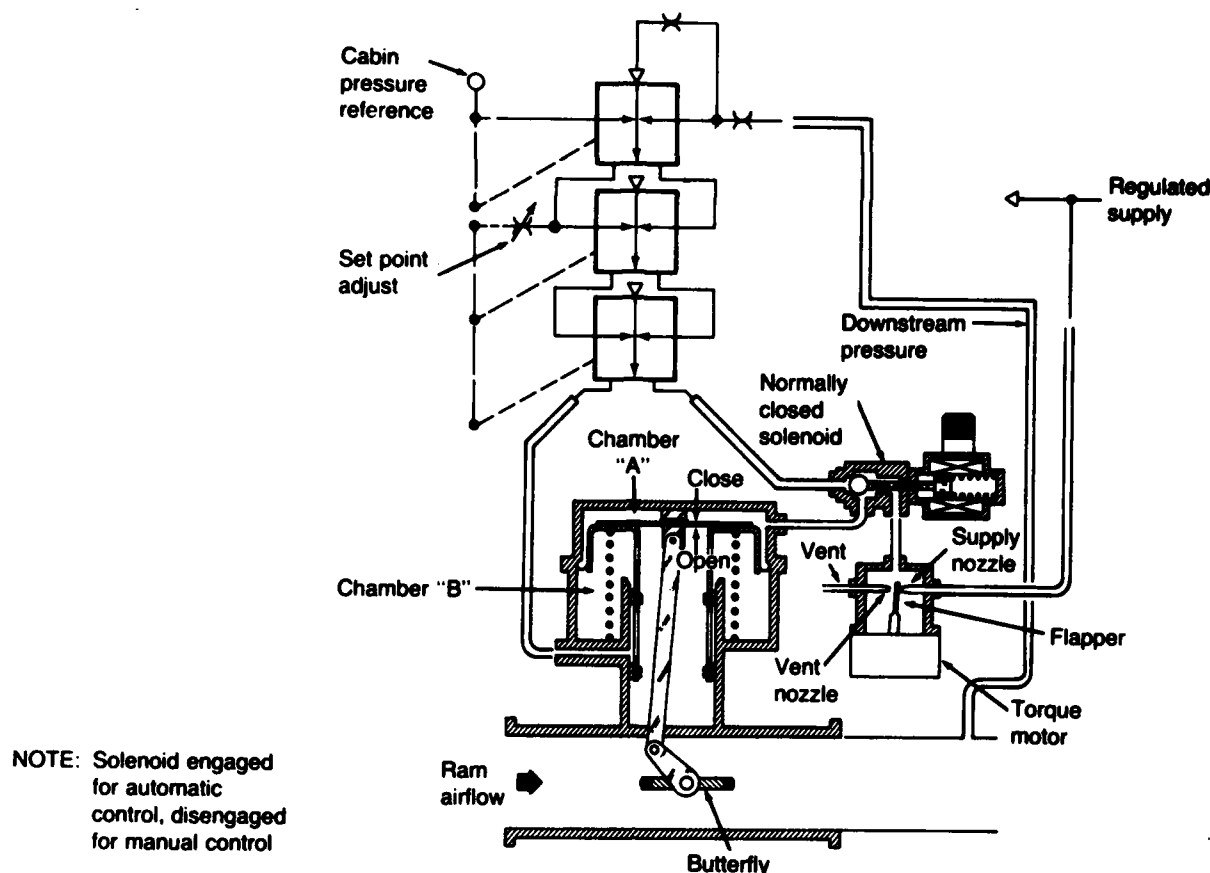 Cabin
pressure
reference
Regulated
supply
Set point
adjust
Downstream
pressure
Normally
closed
solenoid
Chamber
"A"
Close
Open
Vent
Supply
nozzle
Chamber "B"
Flapper
Vent
nozzle
Torque
motor
NOTE: Solenoid engaged
for automatic
control, disengaged
for manual control
Ram
airflow
Butterfly